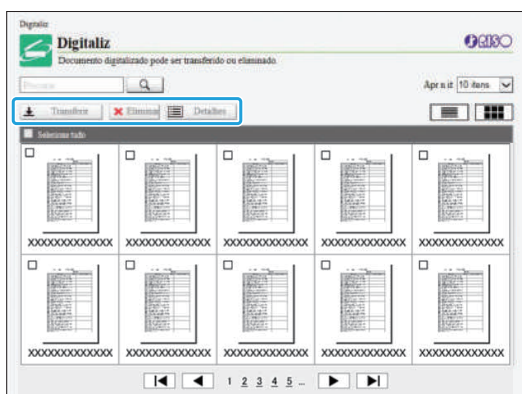 Digitaliz
Digitaliz
RISO
Documento digitalizado pode ser transferido ou eliminado.
Procurar
Apr n it 10 itens
Transferir Eliminar Detalhes
Selecionar tudo
XXXXXXXXXXXXX XXXXXXXXXXXXX XXXXXXXXXXXXX XXXXXXXXXXXXX XXXXXXXXXXXXX
XXXXXXXXXXXXX XXXXXXXXXXXXX XXXXXXXXXXXXX XXXXXXXXXXXXX XXXXXXXXXXXXX
1 2 3 4 5 ...